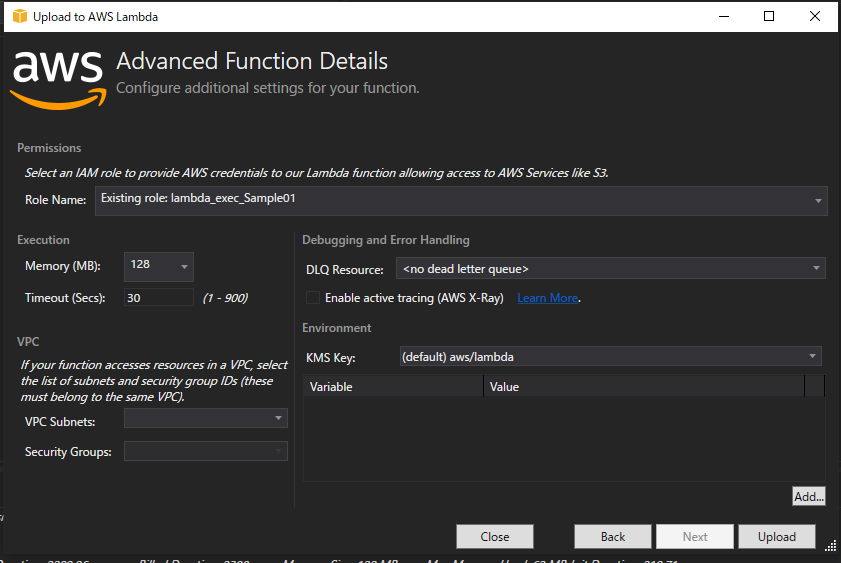 Upload to AWS Lambda
aws
Advanced Function Details
Configure additional settings for your function.
Permissions
Select an IAM role to provide AWS credentials to our Lambda function allowing access to AWS Services like S3.
Role Name: Existing role: lambda_exec_Sample01
Execution
Memory (MB): 128
Timeout (Secs): 30 (1 - 900)
VPC
If your function accesses resources in a VPC, select
the list of subnets and security group IDs (these
must belong to the same VPC).
VPC Subnets:
Security Groups:
Debugging and Error Handling
DLQ Resource: <no dead letter queue>
Enable active tracing (AWS X-Ray) Learn More.
Environment
KMS Key: (default) aws/lambda
Variable Value
Add...
Close Back Next Upload